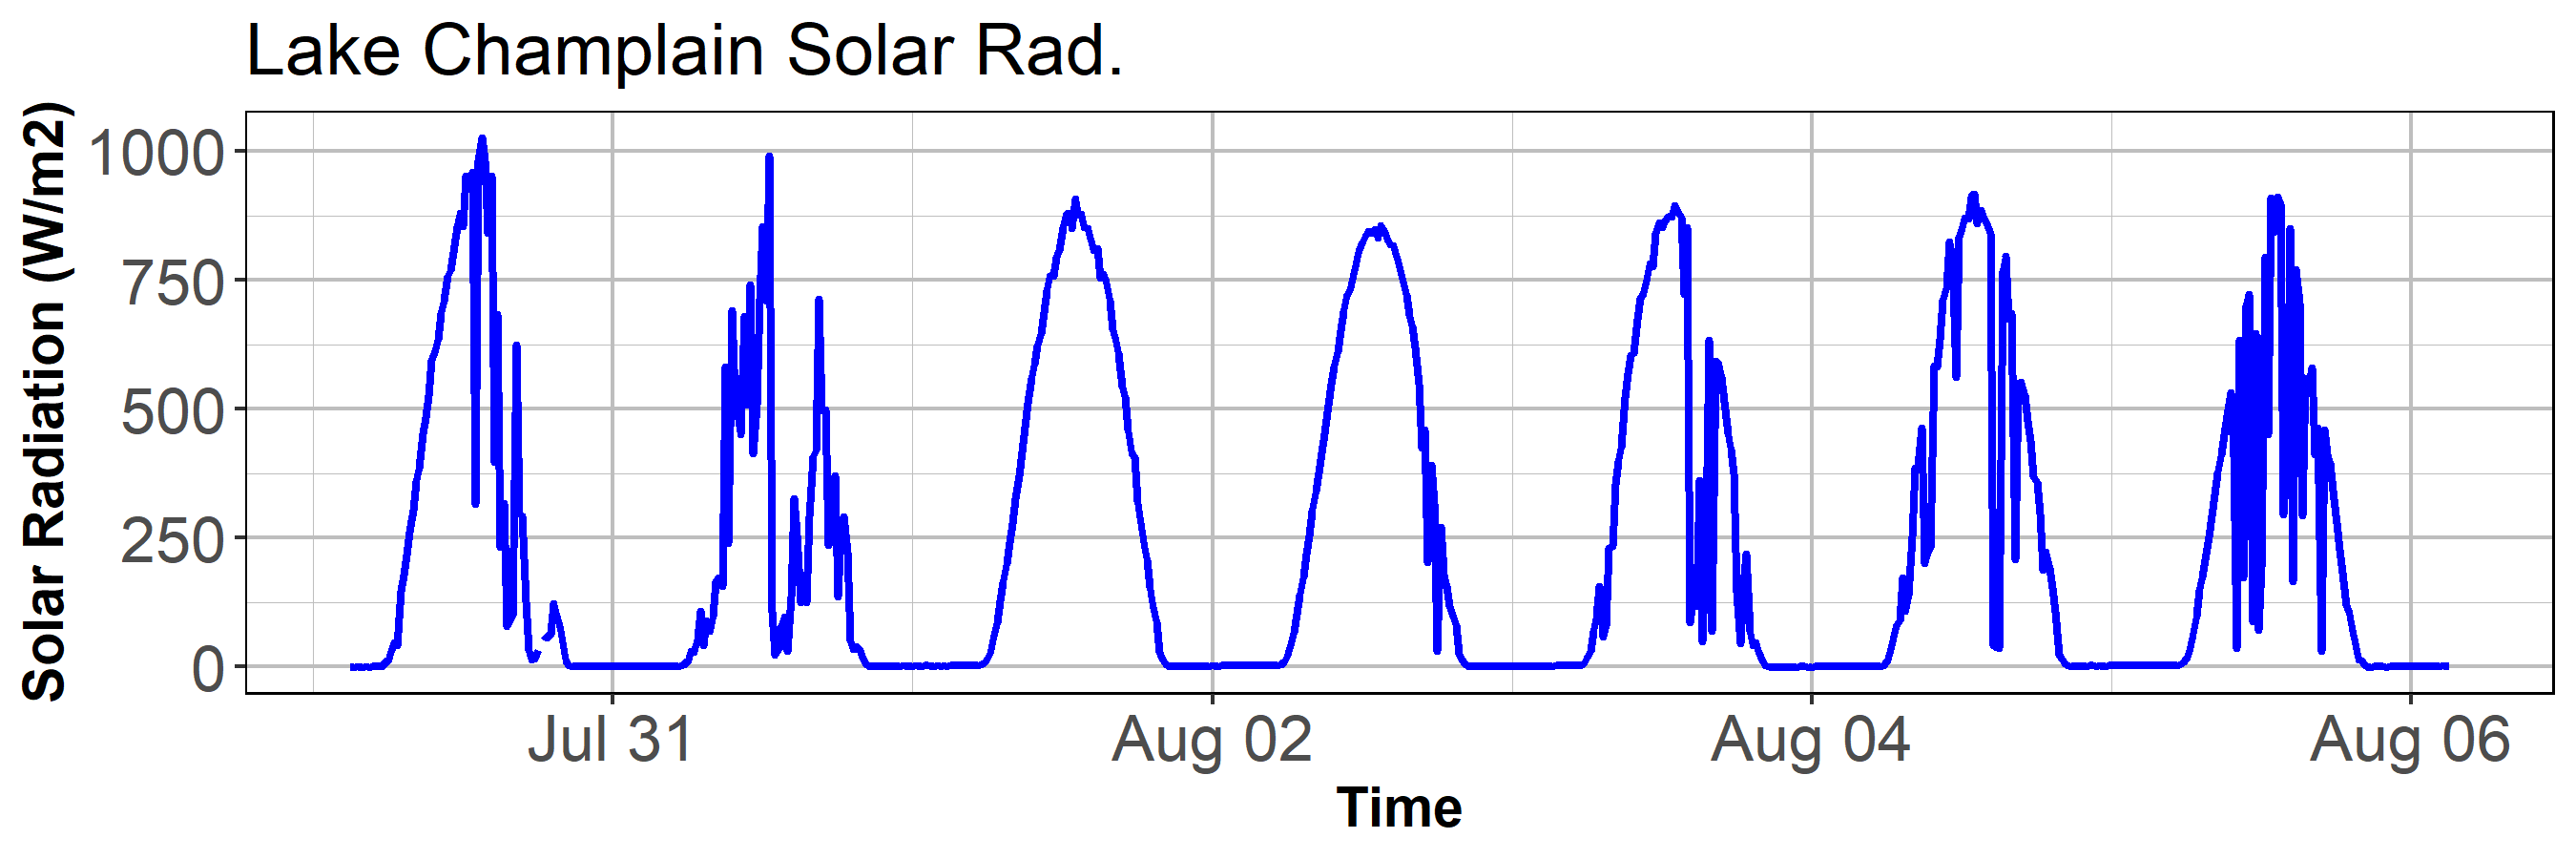 Lake Champlain Solar Rad.
Solar Radiation (W/m2)
1000
750
500
250
0
Jul 31 Aug 02 Aug 04 Aug 06
Time